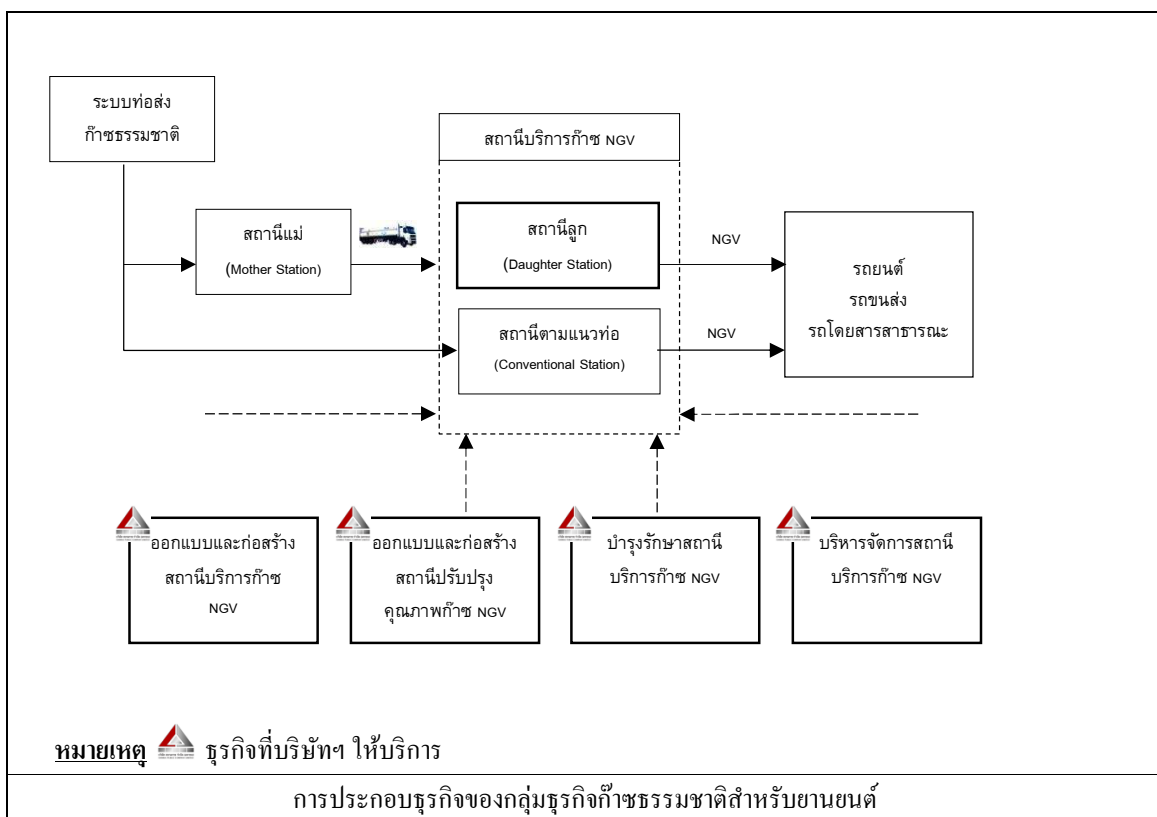 ระบบท่อส่ง
ก๊าซธรรมชาติ
สถานีบริการก๊าซ NGV
สถานีแม่
(Mother Station)
สถานีลูก
(Daughter Station)
NGV
รถยนต์
รถขนส่ง
รถโดยสารสาธารณะ
สถานีตามแนวท่อ
(Conventional Station)
NGV
ออกแบบและก่อสร้าง
สถานีบริการก๊าซ
NGV
ออกแบบและก่อสร้าง
สถานีปรับปรุง
คุณภาพก๊าซ NGV
บำรุงรักษาสถานี
บริการก๊าซ NGV
บริหารจัดการสถานี
บริการก๊าซ NGV
หมายเหตุ ธุรกิจที่บริษัทฯ ให้บริการ
การประกอบธุรกิจของกลุ่มธุรกิจก๊าซธรรมชาติสำหรับยานยนต์